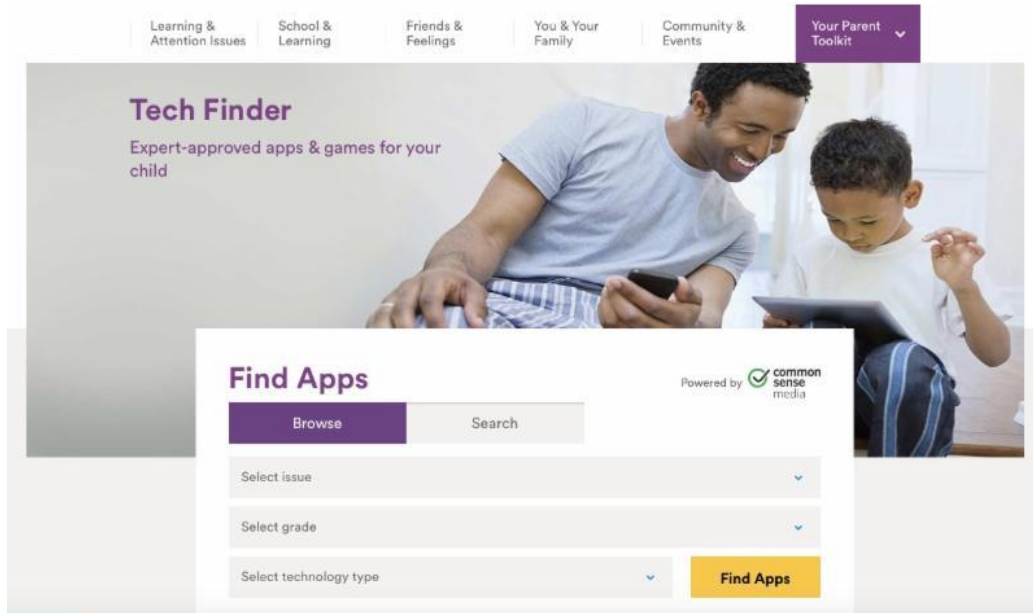 Learning &
Attention Issues
School &
Learning
Friends &
Feelings
You & Your
Family
Community &
Events
Your Parent
Toolkit
Tech Finder
Expert-approved apps & games for your
child
Find Apps
Powered by common
sense
media
Browse
Search
Select issue
Select grade
Select technology type
Find Apps